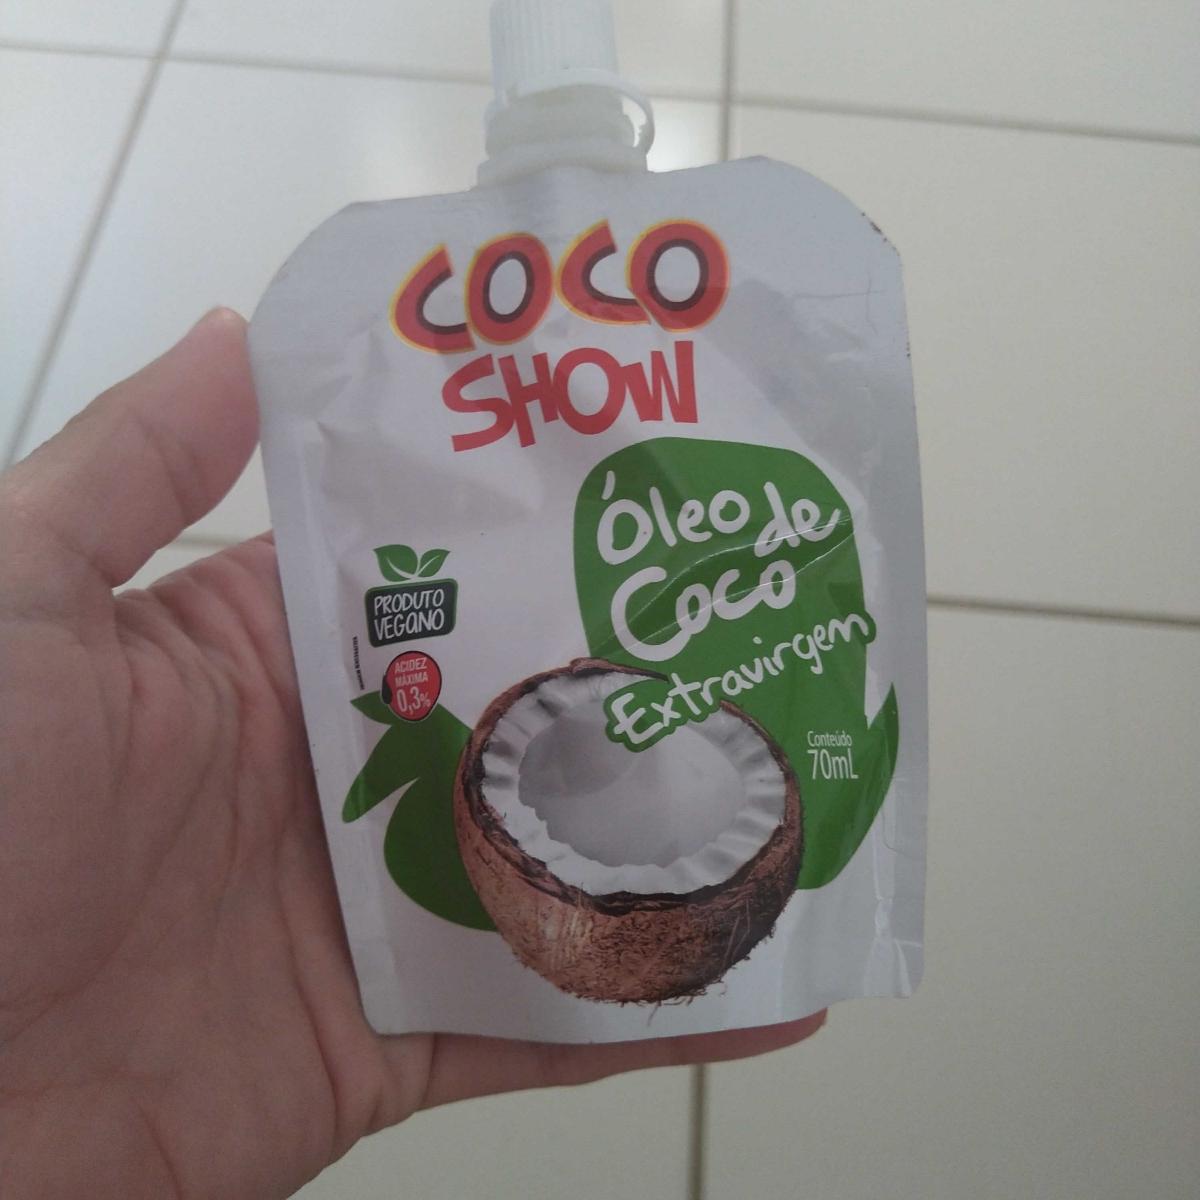 COCO
SHOW
Óleo de
Coco
Extravirgem
PRODUTO
VEGANO
ACIDEZ
MÁXIMA
0,3%
Conteúdo
70mL